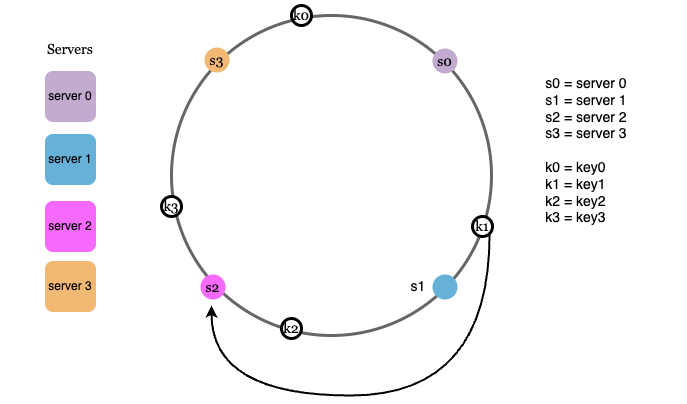 Servers
server 0
server 1
server 2
server 3
k0
s3
s0
k3
k1
s2
s1
k2
s0 = server 0
s1 = server 1
s2 = server 2
s3 = server 3
k0 = key0
k1 = key1
k2 = key2
k3 = key3